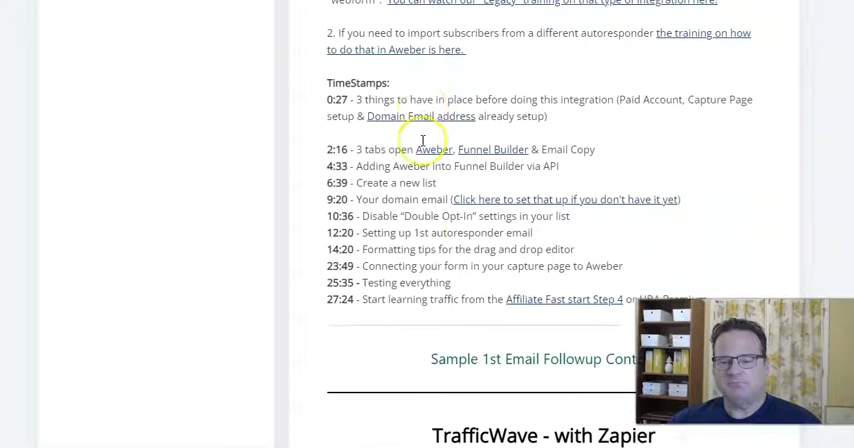 "webform". You can watch our "Legacy" training on that type of integration here!
2. If you need to import subscribers from a different autoresponder the training on how
to do that in Aweber is here.
TimeStamps:
0:27 - 3 things to have in place before doing this integration (Paid Account, Capture Page
setup & Domain Email address already setup)
2:16 - 3 tabs open Aweber, Funnel Builder & Email Copy
4:33 - Adding Aweber into Funnel Builder via API
6:39 - Create a new list
9:20 - Your domain email (Click here to set that up if you don't have it yet)
10:36 - Disable “Double Opt-In” settings in your list
12:20 - Setting up 1st autoresponder email
14:20 - Formatting tips for the drag and drop editor
23:49 - Connecting your form in your capture page to Aweber
25:35 - Testing everything
27:24 - Start learning traffic from the Affiliate Fast start Step 4 on
Sample 1st Email Followup
TrafficWave - with Zapier